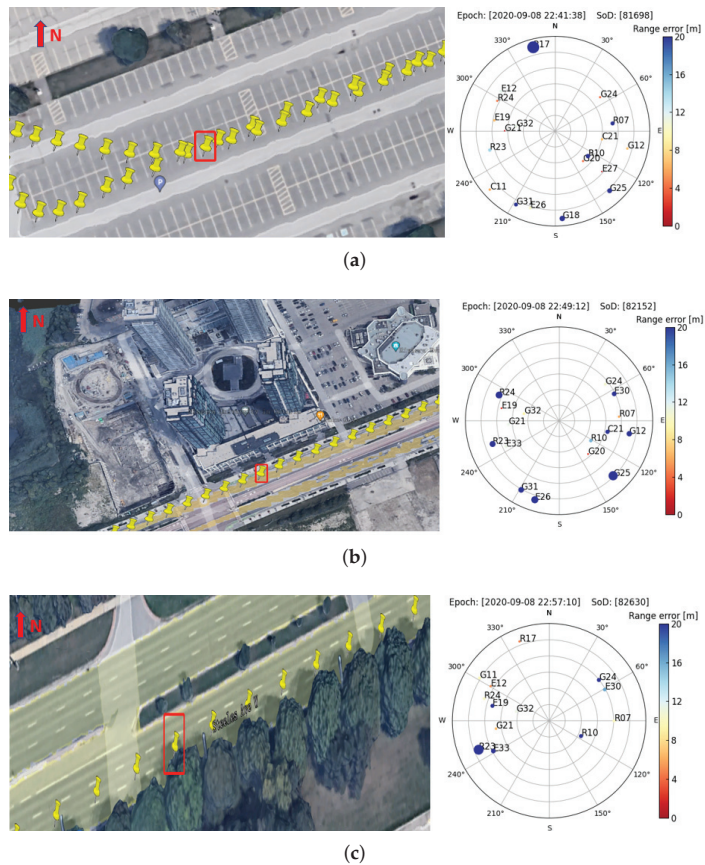 N
Epoch: [2020-09-08 22:41:38] SoD: [81698]
Range error [m]
N
330° 30°
R17
300° 60°
E12
R24
G24
E19
G21
G32
R07
W E
R23
C21
G12
R10
G20
E27
240° 120°
C11
G25
G31
E26
G18
210° 150°
S
20
16
12
8
4
0
P
(a)
N
Epoch: [2020-09-08 22:49:12] SoD: [82152]
Range error [m]
N
330° 30°
300° 60°
G24
E30
R24
E19
G32
R07
W E
G21
C21
G12
R23
E33
R10
G20
240° 120°
G25
G31
E26
210° 150°
S
20
16
12
8
4
0
(b)
N
Epoch: [2020-09-08 22:57:10] SoD: [82630]
Range error [m]
N
330° 30°
R17
300° 60°
G11
E12
G24
E30
R24
E19
G32
R07
W E
G21
R10
R23
E33
240° 120°
210° 150°
S
20
16
12
8
4
0
(c)